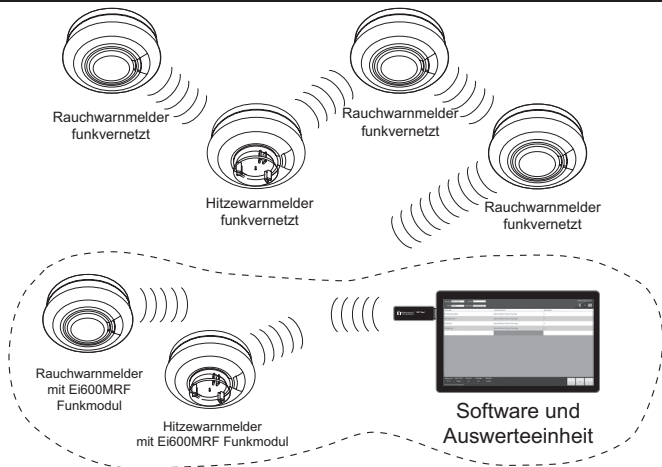 Rauchwarnmelder
funkvernetzt
Rauchwarnmelder
funkvernetzt
Hitzewarnmelder
funkvernetzt
Rauchwarnmelder
funkvernetzt
Rauchwarnmelder
mit Ei600MRF
Funkmodul
Hitzewarnmelder
mit Ei600MRF Funkmodul
Software und
Auswerteeinheit